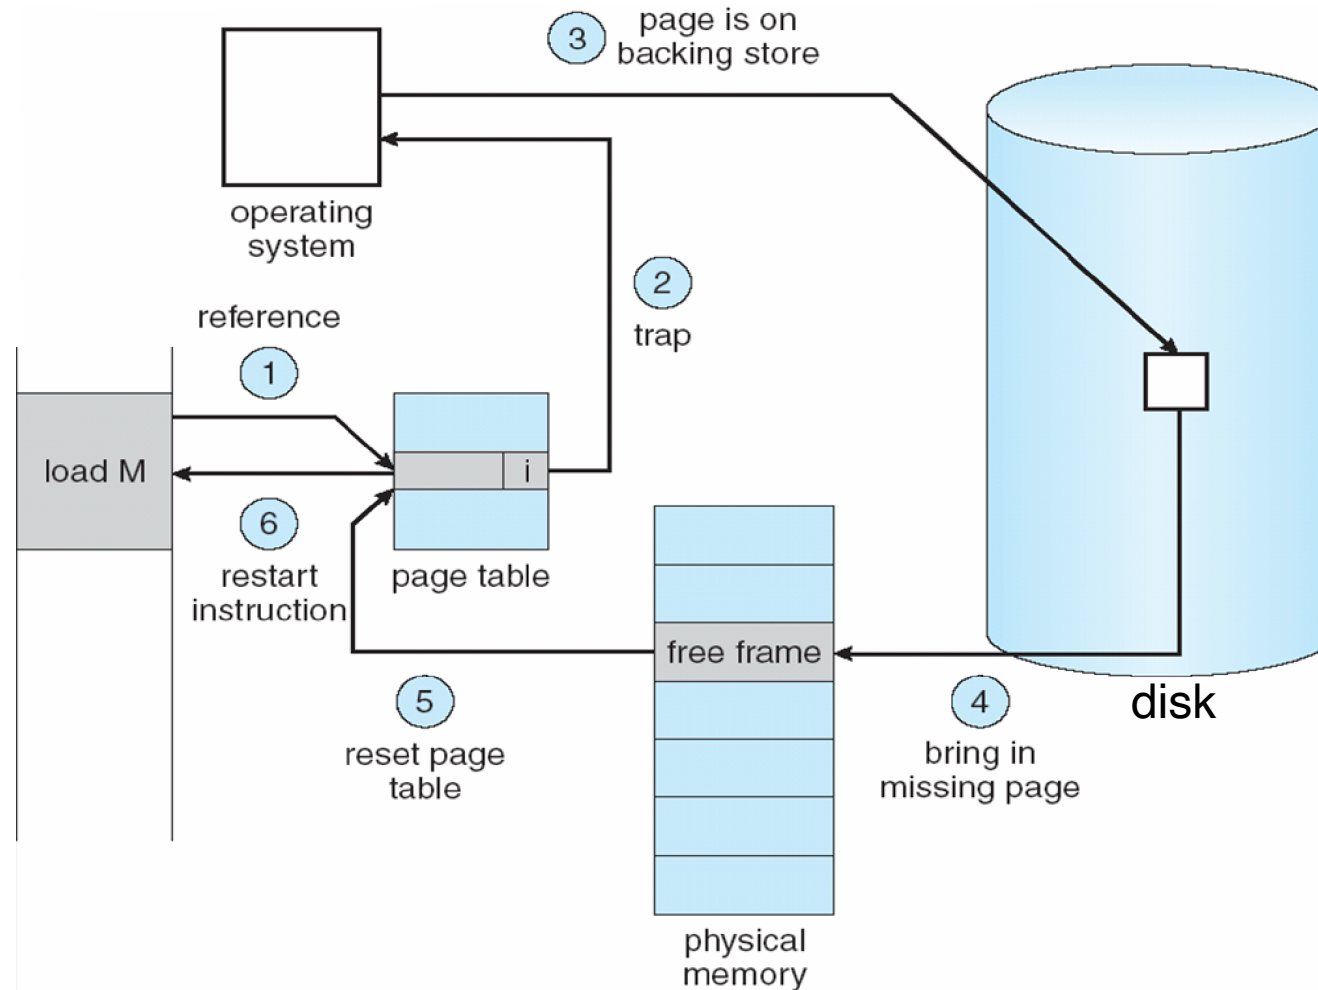 3
page is on
backing store
operating
system
2
trap
reference
1
load M
i
6
restart
instruction
page table
free frame
5
reset page
table
4
bring in
missing page
disk
physical
memory